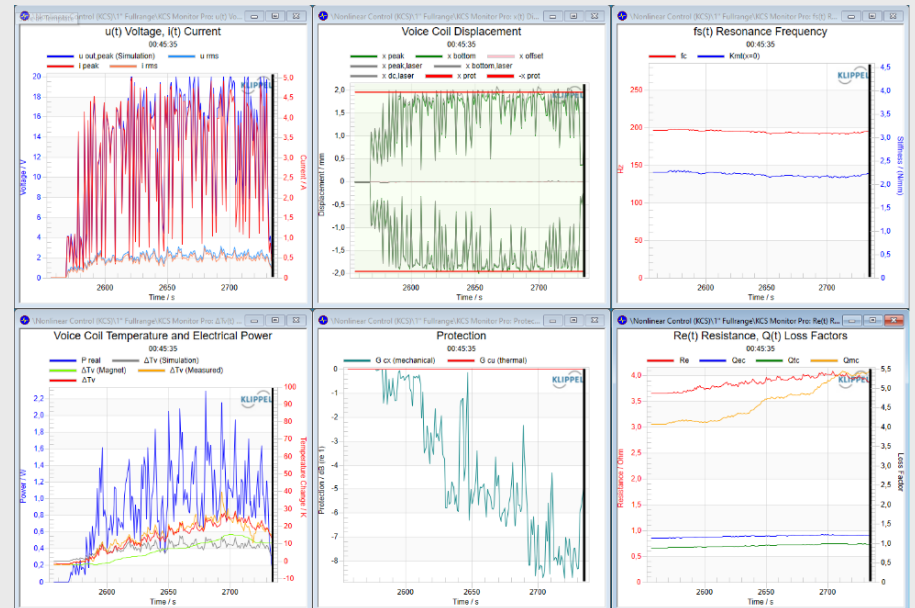 \Nonlinear Control (KCS)\1" Fullrange\KCS Monitor Pro: u(t) Vo...
u(t) Voltage, i(t) Current
00:45:35
u out,peak (Simulation) u rms
i peak i rms
KLIPPEL
20
18
16
14
12
10
8
6
4
2
0
Voltage / V
5,0
4,5
4,0
3,5
3,0
2,5
2,0
1,5
1,0
0,5
0,0
Current / A
2600 2650 2700
Time / s
\Nonlinear Control (KCS)\1" Fullrange\KCS Monitor Pro: x(t) Di...
Voice Coil Displacement
00:45:35
x peak x bottom x offset
x peak,laser x bottom,laser
x dc,laser x prot -x prot
KLIPPEL
2,0
1,5
1,0
0,5
0
-0,5
-1,0
-1,5
-2,0
Displacement / mm
2600 2650 2700
Time / s
\Nonlinear Control (KCS)\1" Fullrange\KCS Monitor Pro: fs(t) R...
fs(t) Resonance Frequency
00:45:35
fc Kmt(x=0)
KLIPPEL
250
200
150
100
50
0
Hz
4,5
4,0
3,5
3,0
2,5
2,0
1,5
1,0
0,5
0
Stiffness / (N/mm)
2600 2650 2700
Time / s
\Nonlinear Control (KCS)\1" Fullrange\KCS Monitor Pro: ΔTv(t) ...
Voice Coil Temperature and Electrical Power
00:45:35
P real ΔTv (Simulation)
ΔTv (Magnet) ΔTv (Measured)
ΔTv
KLIPPEL
2,2
2,0
1,8
1,6
1,4
1,2
1,0
0,8
0,6
0,4
0,2
0
Power / W
100
90
80
70
60
50
40
30
20
10
0
-10
Temperature Change / K
2600 2650 2700
Time / s
\Nonlinear Control (KCS)\1" Fullrange\KCS Monitor Pro: Protec...
Protection
00:45:35
G cx (mechanical) G cu (thermal)
KLIPPEL
0
-1
-2
-3
-4
-5
-6
-7
-8
Protection / dB (re 1)
2600 2650 2700
Time / s
\Nonlinear Control (KCS)\1" Fullrange\KCS Monitor Pro: Re(t) R...
Re(t) Resistance, Q(t) Loss Factors
00:45:35
Re Qec Qtc Qmc
KLIPPEL
4,0
3,5
3,0
2,5
2,0
1,5
1,0
0,5
0
Resistance / Ohm
5,5
5,0
4,5
4,0
3,5
3,0
2,5
2,0
1,5
1,0
0,5
0,0
Loss Factor
2600 2650 2700
Time / s